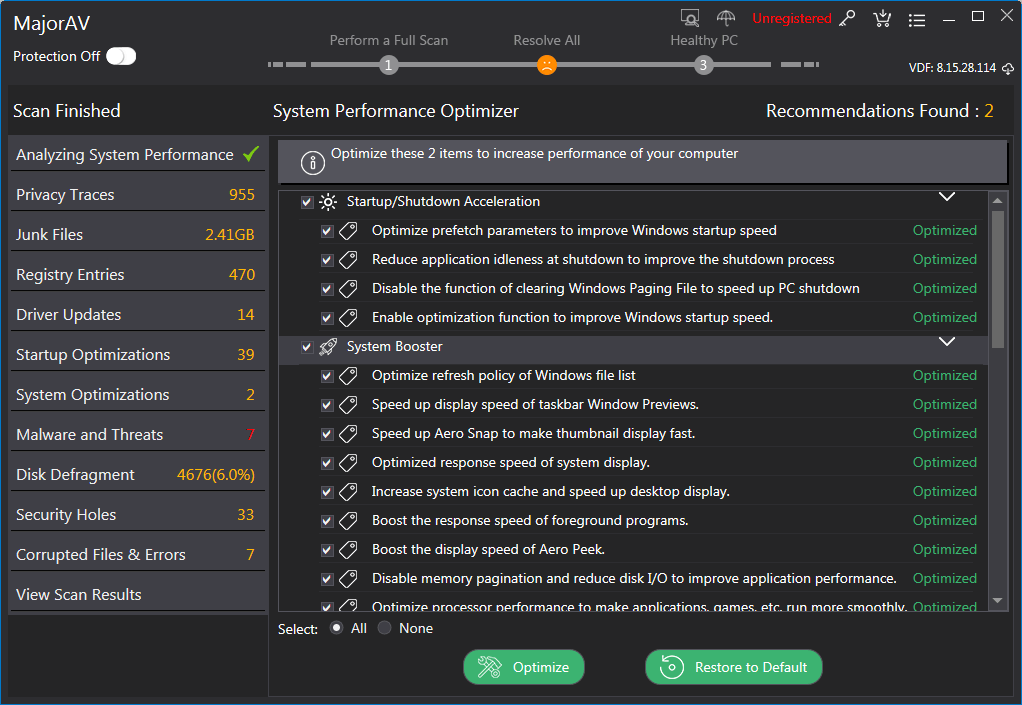 MajorAV
Unregistered
Protection Off
Perform a Full Scan
Resolve All
Healthy PC
1
3
VDF: 8.15.28.114
Scan Finished
System Performance Optimizer
Recommendations Found : 2
Analyzing System Performance
Privacy Traces 955
Junk Files 2.41GB
Registry Entries 470
Driver Updates 14
Startup Optimizations 39
System Optimizations 2
Malware and Threats 7
Disk Defragment 4676(6.0%)
Security Holes 33
Corrupted Files & Errors 7
View Scan Results
Optimize these 2 items to increase performance of your computer
Startup/Shutdown Acceleration
Optimize prefetch parameters to improve Windows startup speed Optimized
Reduce application idleness at shutdown to improve the shutdown process Optimized
Disable the function of clearing Windows Paging File to speed up PC shutdown Optimized
Enable optimization function to improve Windows startup speed. Optimized
System Booster
Optimize refresh policy of Windows file list Optimized
Speed up display speed of taskbar Window Previews. Optimized
Speed up Aero Snap to make thumbnail display fast. Optimized
Optimized response speed of system display. Optimized
Increase system icon cache and speed up desktop display. Optimized
Boost the response speed of foreground programs. Optimized
Boost the display speed of Aero Peek. Optimized
Disable memory pagination and reduce disk I/O to improve application performance. Optimized
Optimize processor performance to make applications, games, etc. run more smoothly. Optimized
Select: All None
Optimize
Restore to Default